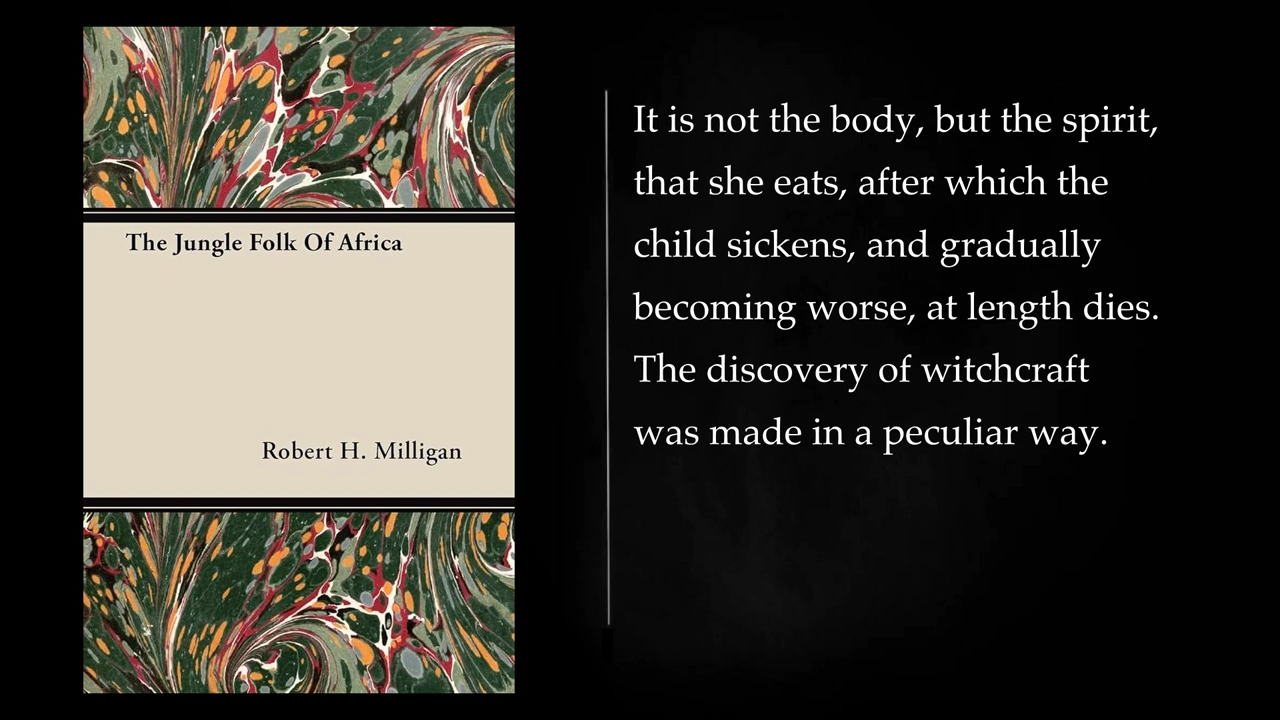 The Jungle Folk Of Africa
Robert H. Milligan
It is not the body, but the spirit,
that she eats, after which the
child sickens, and gradually
becoming worse, at length dies.
The discovery of witchcraft
was made in a peculiar way.